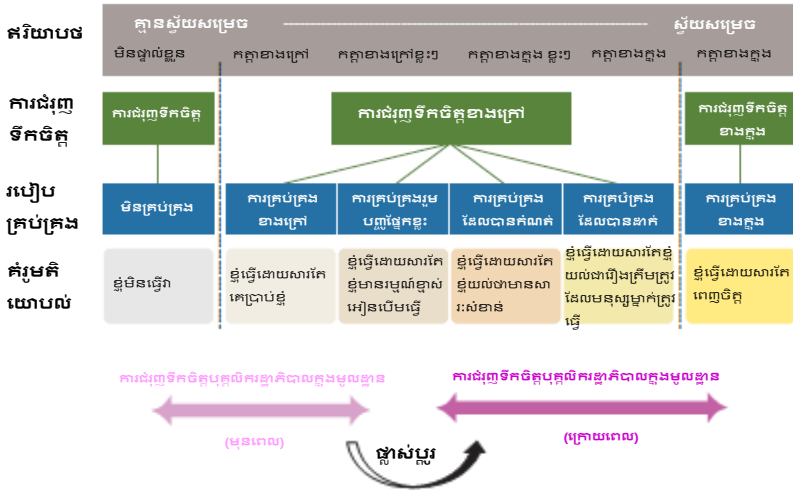 ឥរិយាបថ
គ្មានស្វ័យសម្រេច
ស្វ័យសម្រេច
មិនផ្ទាល់ខ្លួន
កត្តាខាងក្រៅ
កត្តាខាងក្រៅខ្លះៗ
កត្តាខាងក្នុង ខ្លះៗ
កត្តាខាងក្នុង
កត្តាខាងក្នុង
ការជំរុញ
ទឹកចិត្ត
ការជំរុញទឹកចិត្ត
ការជំរុញទឹកចិត្តខាងក្រៅ
ការជំរុញទឹកចិត្ត
ខាងក្នុង
របៀប
គ្រប់គ្រង
មិនគ្រប់គ្រង
ការគ្រប់គ្រង
ខាងក្រៅ
ការគ្រប់គ្រងរួម
បញ្ចូផ្នែកខ្លះ
ការគ្រប់គ្រង
ដែលបានកំណត់
ការគ្រប់គ្រង
ដែលបានដាក់
ការគ្រប់គ្រង
ខាងក្នុង
គំរូមតិ
យោបល់
ខ្ញុំមិនធ្វើវា
ខ្ញុំធ្វើដោយសារតែ
គេប្រាប់ខ្ញុំ
ខ្ញុំធ្វើដោយសារតែ
ខ្ញុំមានរម្មណ៍ខ្មាស់
អៀនបើមធ្វើ
ខ្ញុំធ្វើដោយសារតែ
ខ្ញុំយល់ថាមានសា
រៈសំខាន់
ខ្ញុំធ្វើដោយសារតែខ្ញុំ
យល់ជារឿងត្រឹមត្រូវ
ដែលមនុស្សម្នាក់ត្រូវ
ធ្វើ
ខ្ញុំធ្វើដោយសារតែ
ពេញចិត្ត
ការជំរុញទឹកចិត្តបុគ្គលិករដ្ឋាភិបាលក្នុងមូលដ្ឋាន
(មុនពេល)
ការជំរុញទឹកចិត្តបុគ្គលិករដ្ឋាភិបាលក្នុងមូលដ្ឋាន
(ក្រោយពេល)
ផ្លាស់ប្តូរ